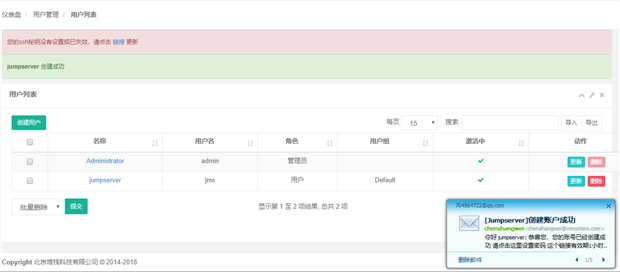 仪表盘 / 用户管理 / 用户列表
您的ssh秘钥没有设置或已失效，请点击 链接 更新
jumpserver 创建成功
用户列表
创建用户 每页 15 搜索 导入 导出
名称 用户名 角色 用户组 激活中 动作
Administrator admin 管理员 更新 删除
jumpserver jms 用户 Default 更新 删除
批量删除 提交 显示第 1 至 2 项结果; 总共 2 项
704564722@qq.com
[Jumpserver]创建账户成功
chenshangwei<chenshangwei@vesystem.com>
你好 jumpserver: 恭喜您，您的账号已经创建成
功 请点击这里设置密码 这个链接有效期1小时...
删除邮件 1/5
Copyright 北京堆栈科技有限公司 © 2014-2018